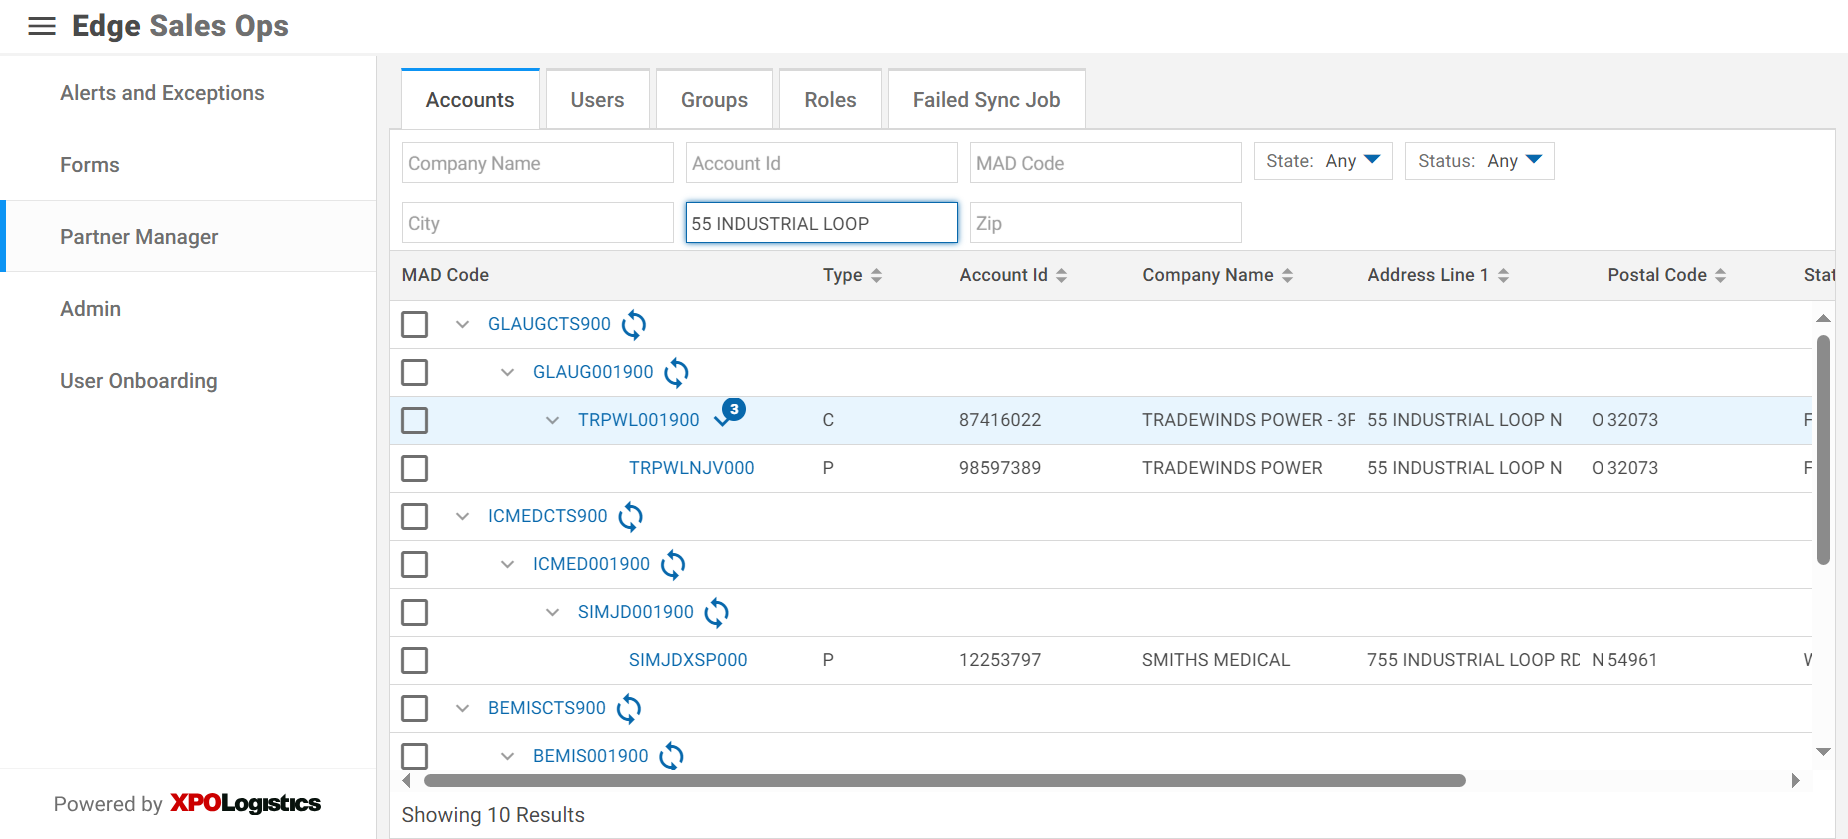 Edge Sales Ops
Alerts and Exceptions
Forms
Partner Manager
Admin
User Onboarding
Powered by XPOLogistics
Accounts Users Groups Roles Failed Sync Job
Company Name Account Id MAD Code State: Any Status: Any
City 55 INDUSTRIAL LOOP Zip
MAD Code Type Account Id Company Name Address Line 1 Postal Code Stat
GLAUGCTS900
GLAUG001900
TRPWL001900 3 C 87416022 TRADEWINDS POWER - 3P 55 INDUSTRIAL LOOP N O 32073 F
TRPWLNJV000 P 98597389 TRADEWINDS POWER 55 INDUSTRIAL LOOP N O 32073 F
ICMEDCTS900
ICMED001900
SIMJD001900
SIMJDXSP000 P 12253797 SMITHS MEDICAL 755 INDUSTRIAL LOOP RD N 54961 W
BEMISCTS900
BEMIS001900
Showing 10 Results